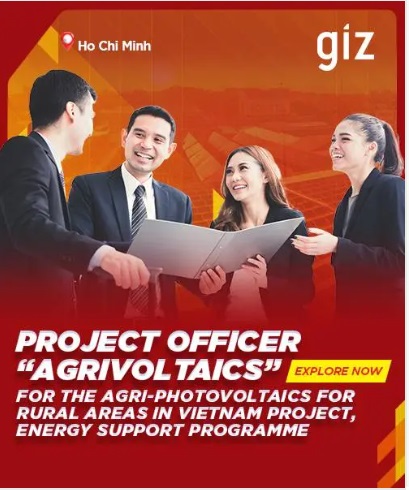 Ho Chi Minh
giz
PROJECT OFFICER
“AGRIVOLTAICS” EXPLORE NOW
FOR THE AGRI-PHOTOVOLTAICS FOR
RURAL AREAS IN VIETNAM PROJECT,
ENERGY SUPPORT PROGRAMME